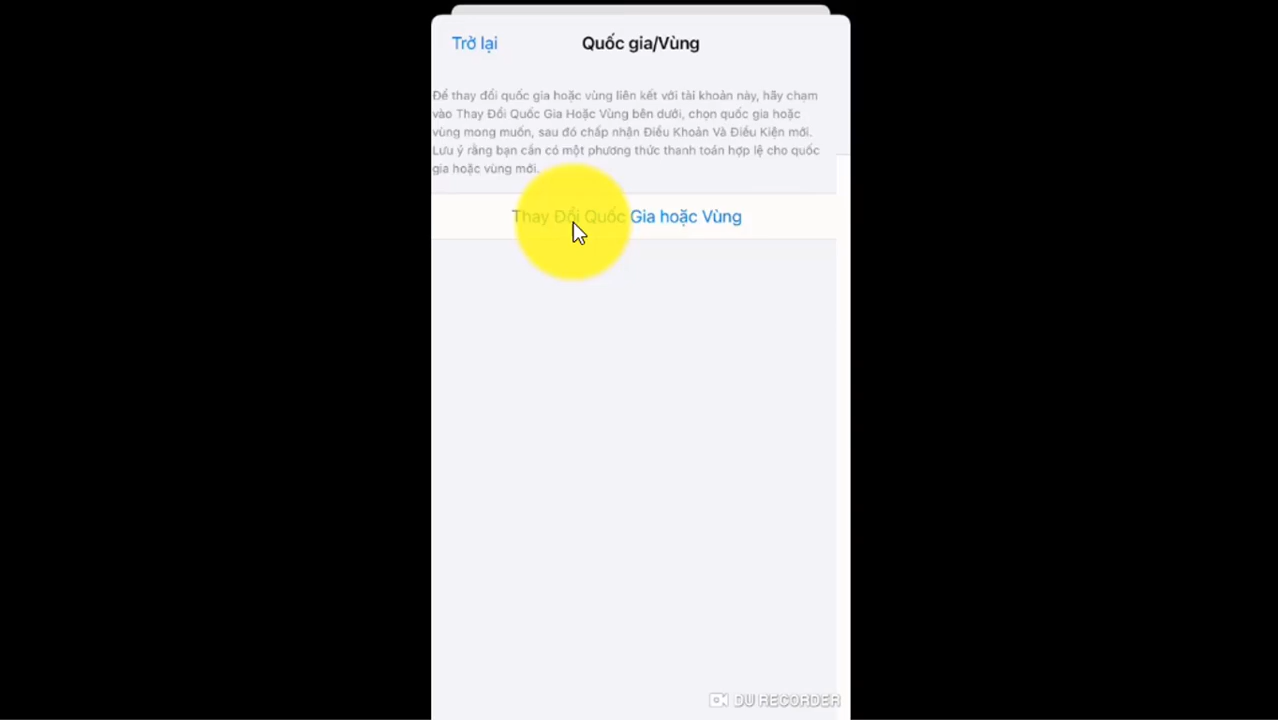 Trở lại
Quốc gia/Vùng
Để thay đổi quốc gia hoặc vùng liên kết với tài khoản này, hãy chạm
vào Thay Đổi Quốc Gia Hoặc Vùng bên dưới, chọn quốc gia hoặc
vùng mong muốn, sau đó chấp nhận Điều Khoản Và Điều Kiện mới.
Lưu ý rằng bạn cần có một phương thức thanh toán hợp lệ cho quốc
gia hoặc vùng mới.
Thay Đổi Quốc Gia hoặc Vùng
DU RECORDER